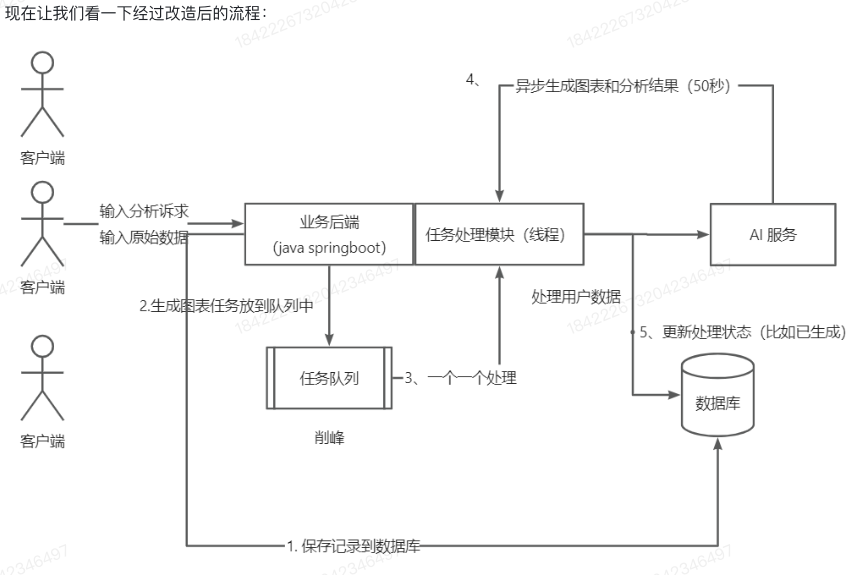 现在让我们看一下经过改造后的流程：
4、
异步生成图表和分析结果（50秒）
客户端
输入分析诉求
输入原始数据
业务后端
（java springboot）
任务处理模块（线程）
AI 服务
客户端
2.生成图表任务放到队列中
处理用户数据
5、更新处理状态（比如已生成）
任务队列
3、一个一个处理
数据库
客户端
削峰
1. 保存记录到数据库